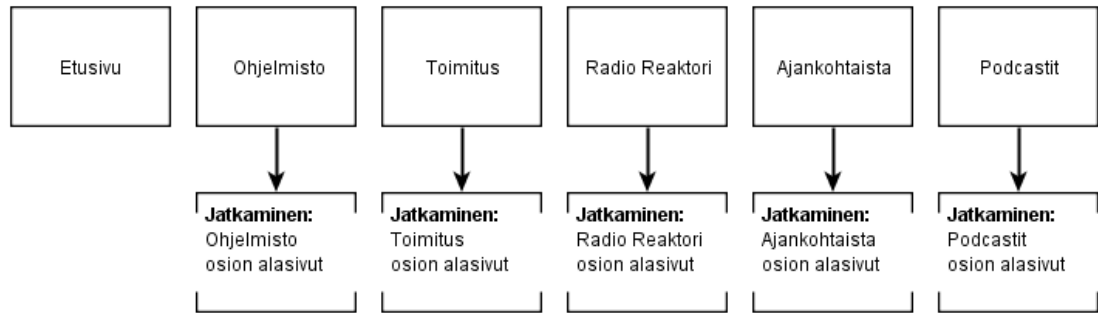 Etusivu
Ohjelmisto
Toimitus
Radio Reaktori
Ajankohtaista
Podcastit
Jatkaminen:
Ohjelmisto
osion alasivut
Jatkaminen:
Toimitus
osion alasivut
Jatkaminen:
Radio Reaktori
osion alasivut
Jatkaminen:
Ajankohtaista
osion alasivut
Jatkaminen:
Podcastit
osion alasivut